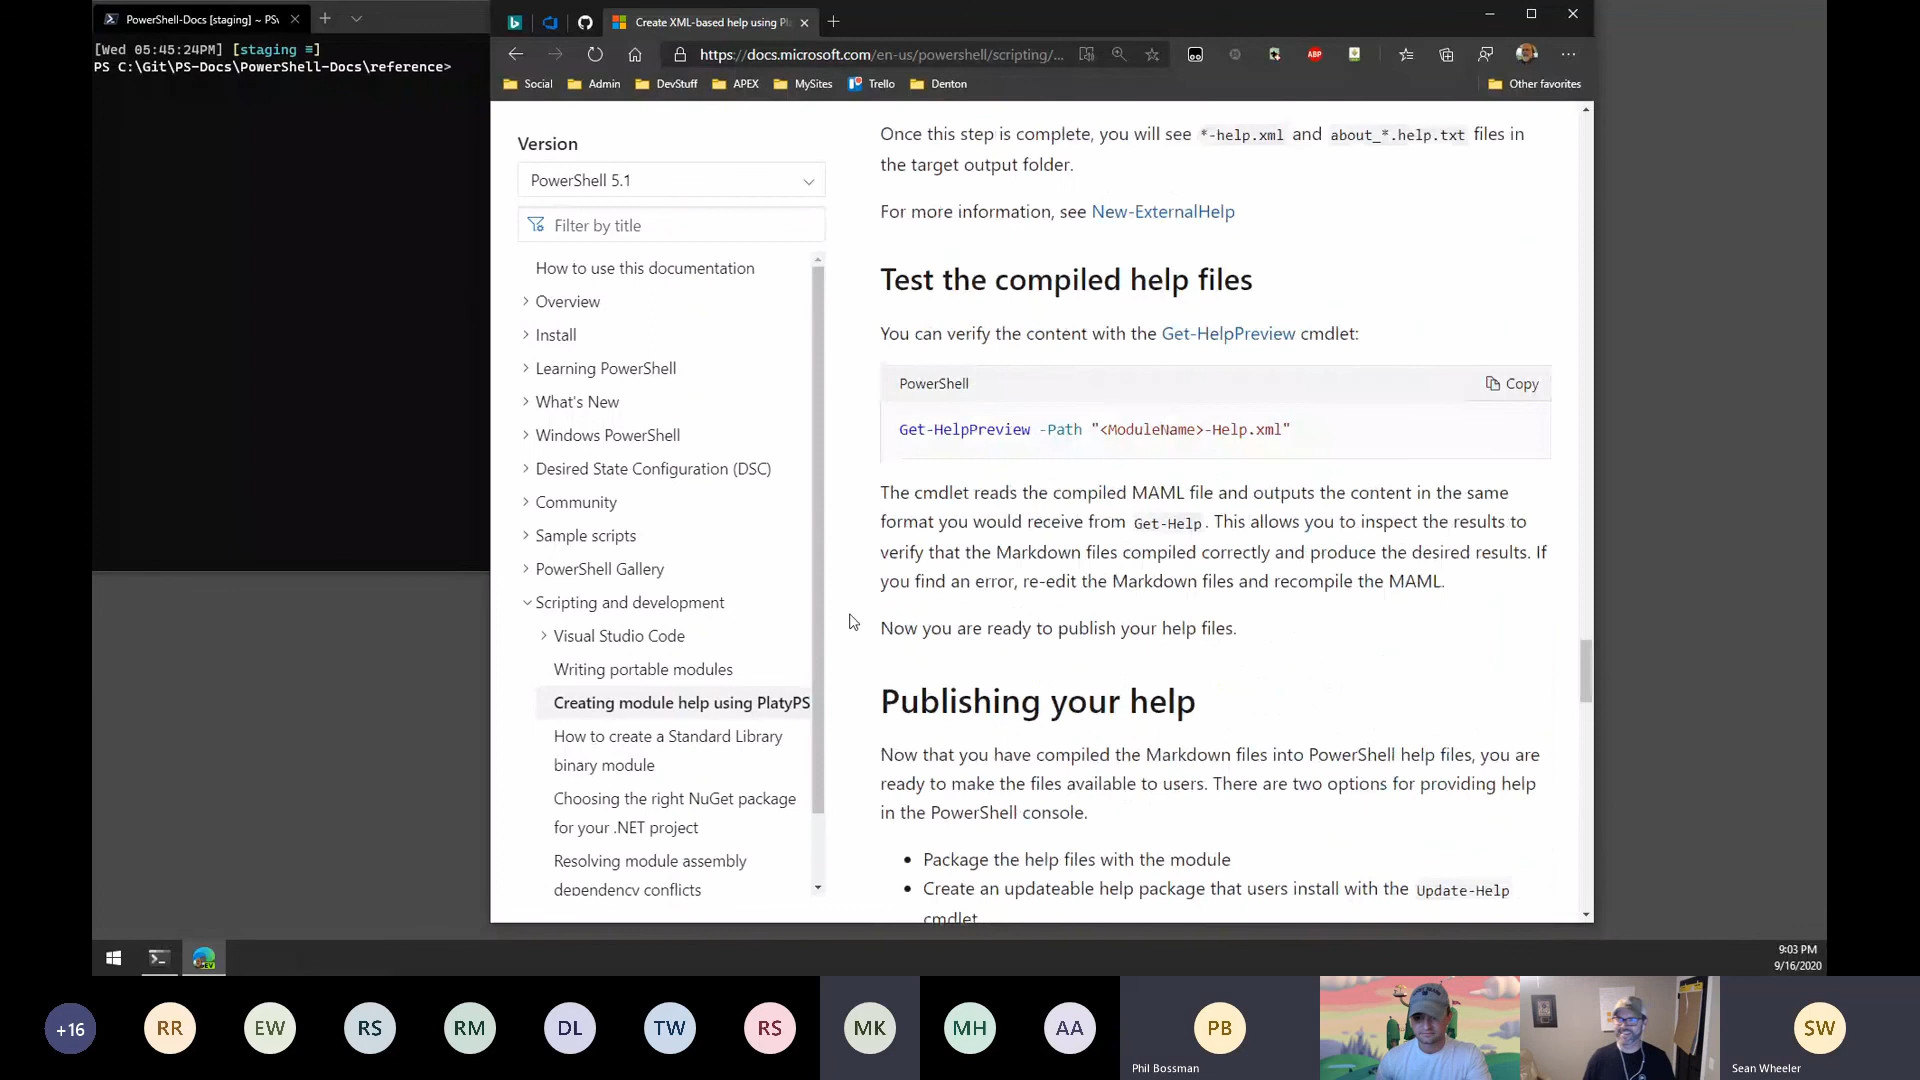 PowerShell-Docs [staging] ~ PS
Create XML-based help using Pl
[Wed 05:45:24PM] [staging ≡]
PS C:\Git\PS-Docs\PowerShell-Docs\reference>
https://docs.microsoft.com/en-us/powershell/scripting/...
ABP
Social
Admin
DevStuff
APEX
MySites
Trello
Denton
Other favorites
Version
PowerShell 5.1
Filter by title
How to use this documentation
Overview
Install
Learning PowerShell
What's New
Windows PowerShell
Desired State Configuration (DSC)
Community
Sample scripts
PowerShell Gallery
Scripting and development
Visual Studio Code
Writing portable modules
Creating module help using PlatyPS
How to create a Standard Library
binary module
Choosing the right NuGet package
for your .NET project
Resolving module assembly
dependency conflicts
Once this step is complete, you will see *-help.xml and about_*.help.txt files in
the target output folder.
For more information, see New-ExternalHelp
Test the compiled help files
You can verify the content with the Get-HelpPreview cmdlet:
PowerShell
Copy
Get-HelpPreview -Path "<ModuleName>-Help.xml"
The cmdlet reads the compiled MAML file and outputs the content in the same
format you would receive from Get-Help. This allows you to inspect the results to
verify that the Markdown files compiled correctly and produce the desired results. If
you find an error, re-edit the Markdown files and recompile the MAML.
Now you are ready to publish your help files.
Publishing your help
Now that you have compiled the Markdown files into PowerShell help files, you are
ready to make the files available to users. There are two options for providing help
in the PowerShell console.
• Package the help files with the module
• Create an updateable help package that users install with the Update-Help
cmdlet
9:03 PM
9/16/2020
+16
RR
EW
RS
RM
DL
TW
RS
MK
MH
AA
PB
Phil Bossman
SW
Sean Wheeler